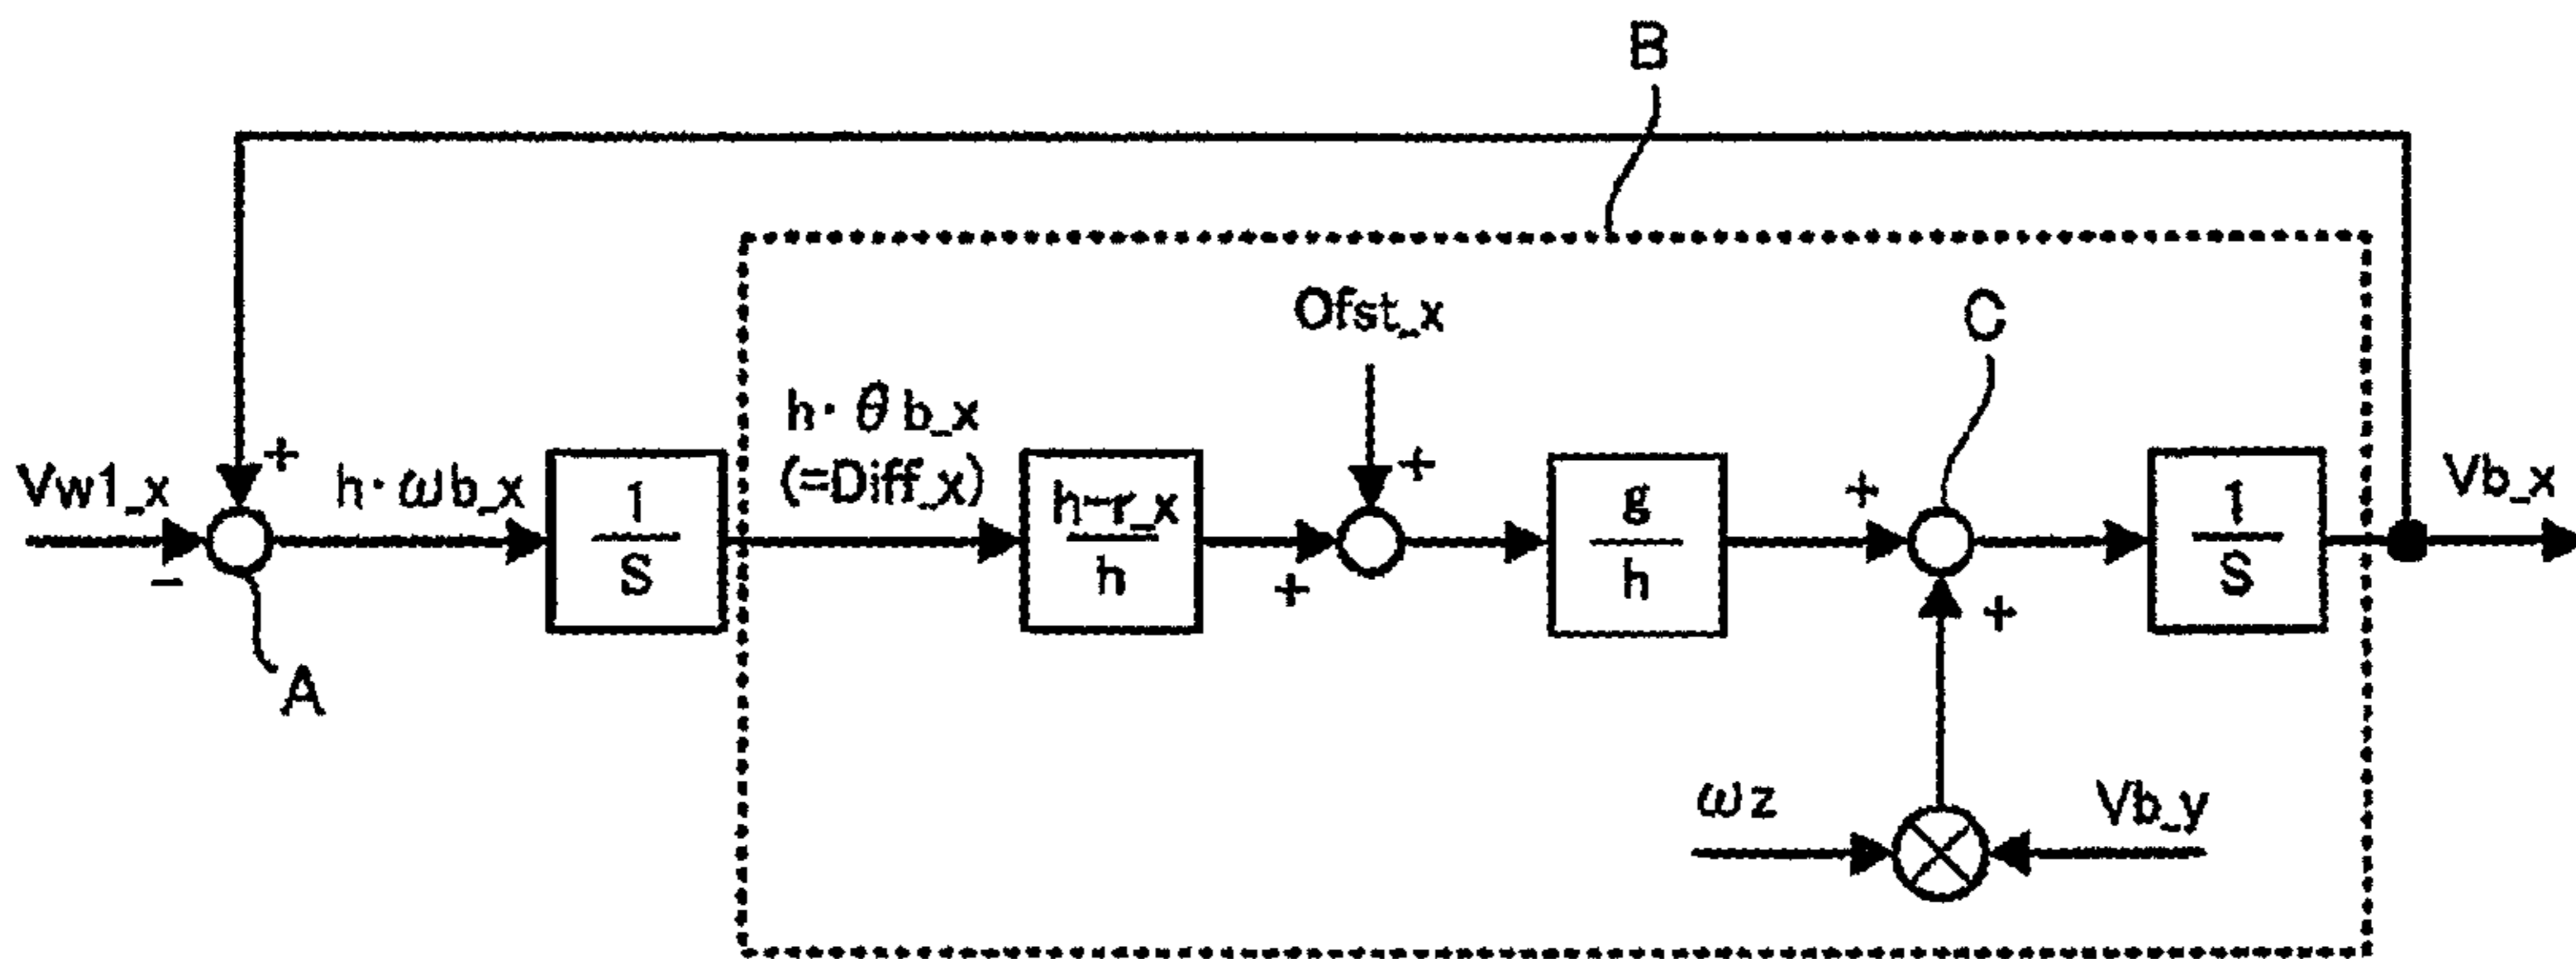 B
Ofst_x
C
h・θb_x
(=Diff_x)
Vw1_x
+
−
h・ωb_x
1
S
h-r_x
h
+
+
g
h
+
+
1
S
Vb_x
A
ωz
Vb_y